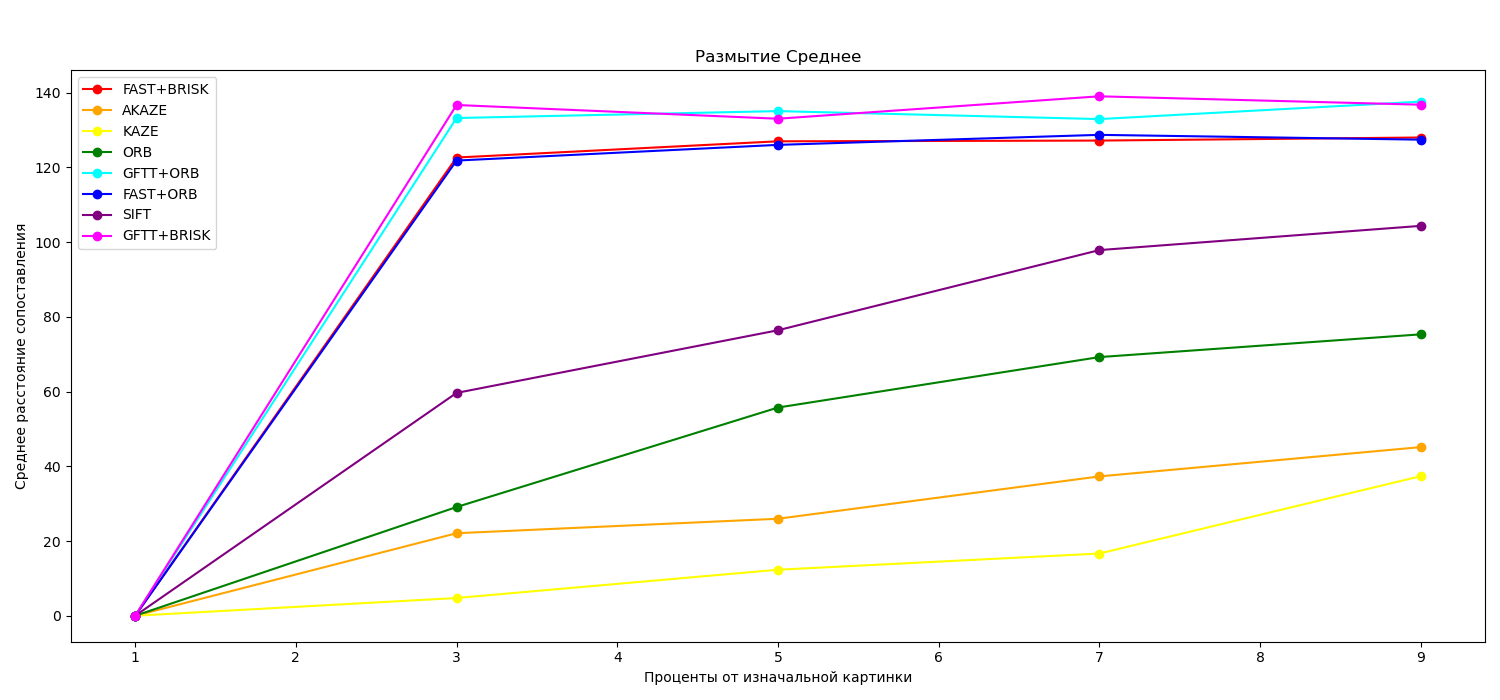 Размытие Среднее
FAST+BRISK
AKAZE
KAZE
ORB
GFTT+ORB
FAST+ORB
SIFT
GFTT+BRISK
Среднее расстояние сопоставления
140
120
100
80
60
40
20
0
1 2 3 4 5 6 7 8 9
Проценты от изначальной картинки